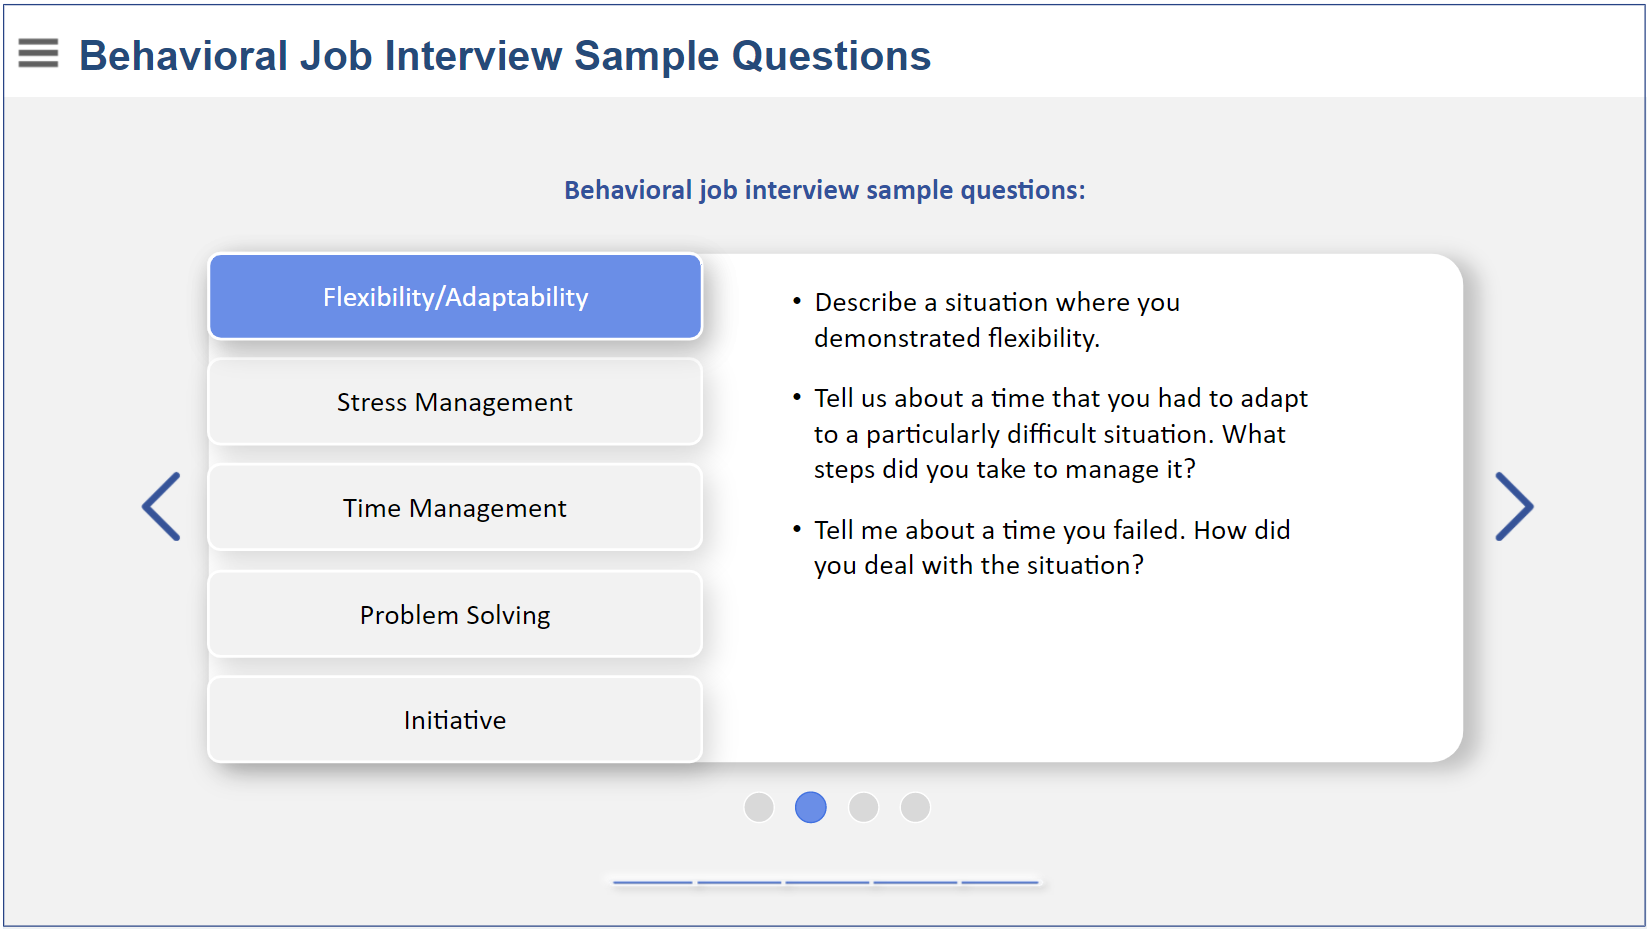 Behavioral Job Interview Sample Questions
Behavioral job interview sample questions:
Flexibility/Adaptability
Stress Management
Time Management
Problem Solving
Initiative
• Describe a situation where you
demonstrated flexibility.
• Tell us about a time that you had to adapt
to a particularly difficult situation. What
steps did you take to manage it?
• Tell me about a time you failed. How did
you deal with the situation?